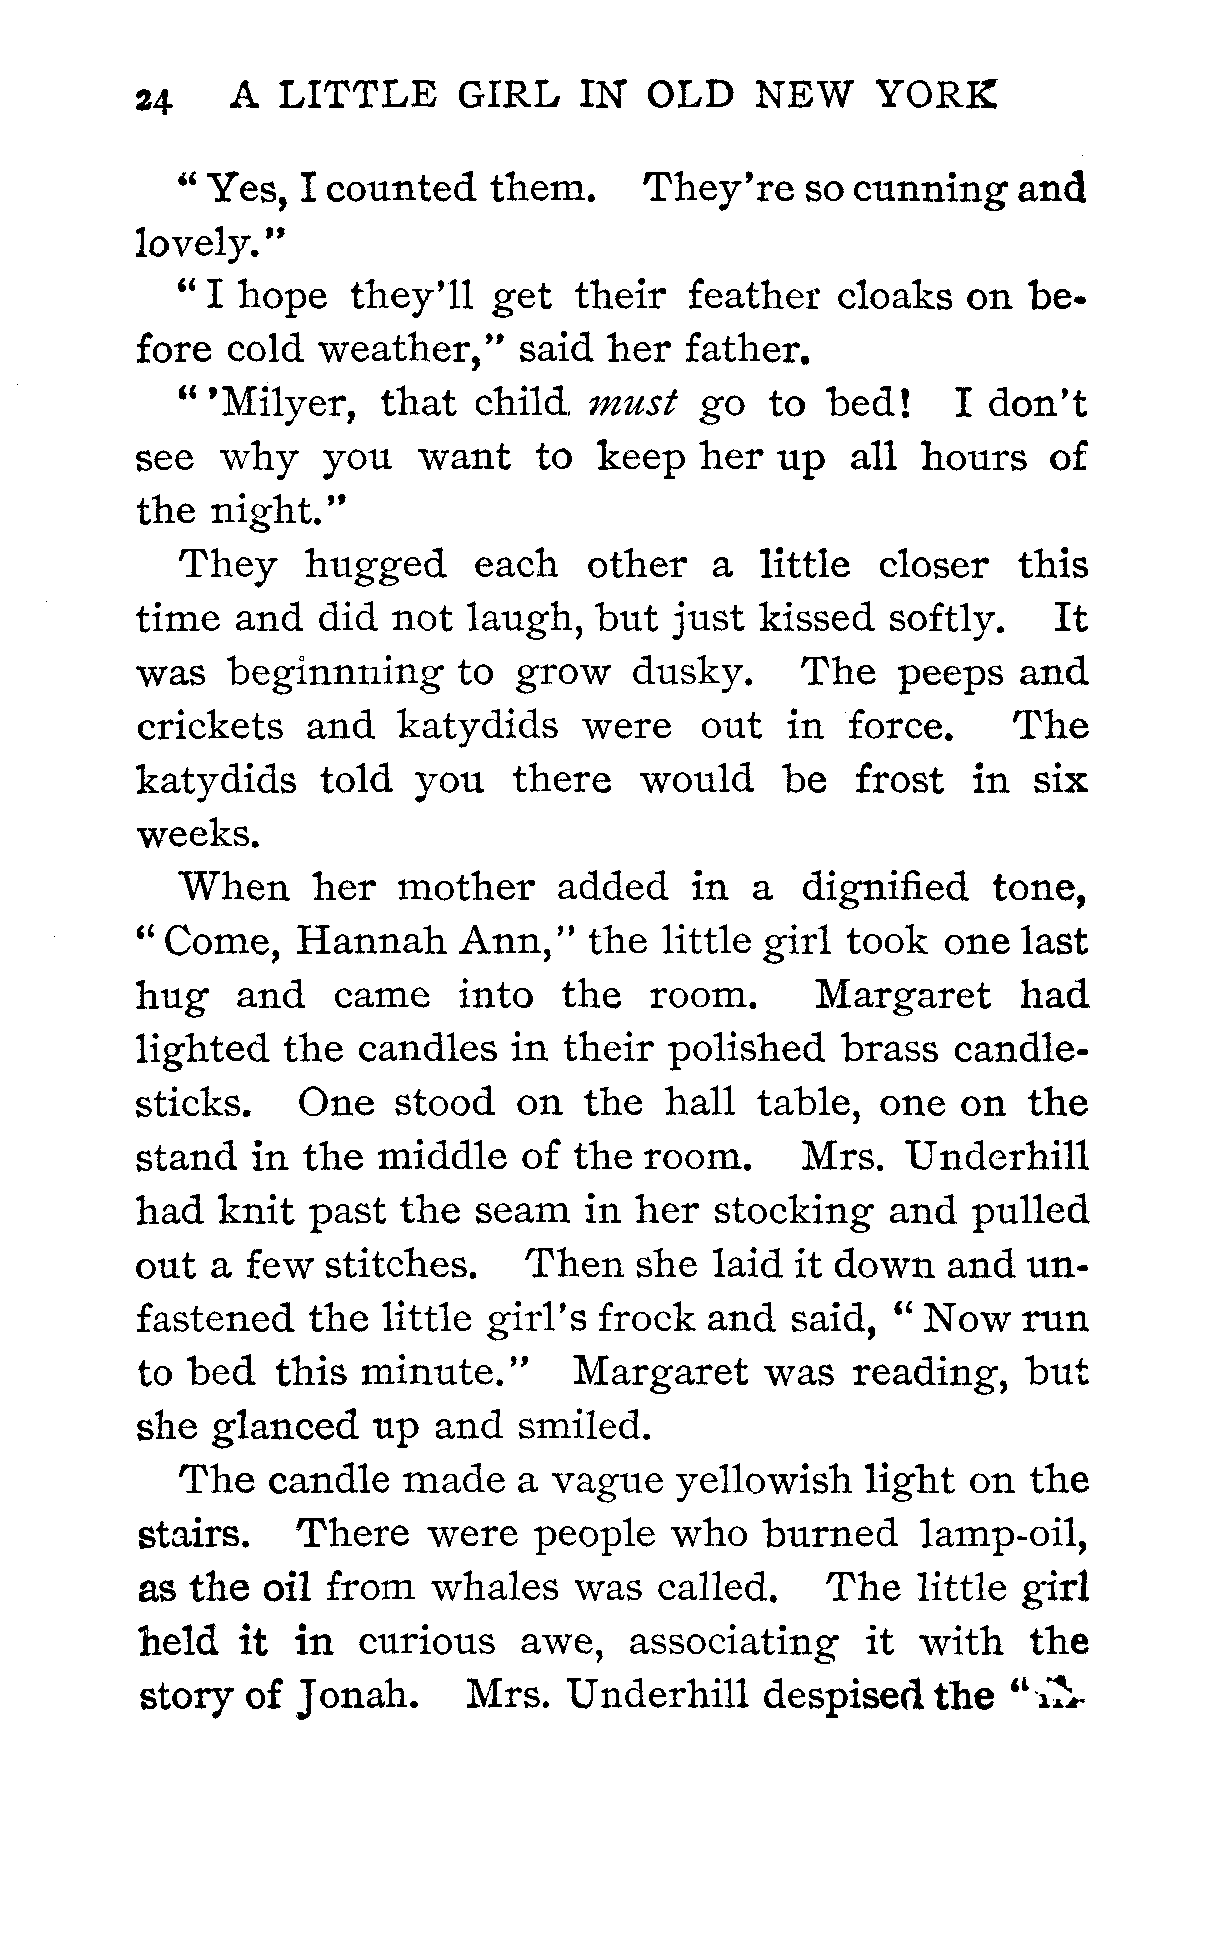 24 A LITTLE GIRL IN OLD NEW YORK
“ Yes, I counted them. They're so cunning and
lovely."
“ I hope they'll get their feather cloaks on be-
fore cold weather,” said her father.
“ 'Milyer, that child must go to bed! I don't
see why you want to keep her up all hours of
the night."
They hugged each other a little closer this
time and did not laugh, but just kissed softly. It
was beginnning to grow dusky. The peeps and
crickets and katydids were out in force. The
katydids told you there would be frost in six
weeks.
When her mother added in a dignified tone,
“ Come, Hannah Ann,” the little girl took one last
hug and came into the room. Margaret had
lighted the candles in their polished brass candle-
sticks. One stood on the hall table, one on the
stand in the middle of the room. Mrs. Underhill
had knit past the seam in her stocking and pulled
out a few stitches. Then she laid it down and un-
fastened the little girl's frock and said, “ Now run
to bed this minute.” Margaret was reading, but
she glanced up and smiled.
The candle made a vague yellowish light on the
stairs. There were people who burned lamp-oil,
as the oil from whales was called. The little girl
held it in curious awe, associating it with the
story of Jonah. Mrs. Underhill despised the “